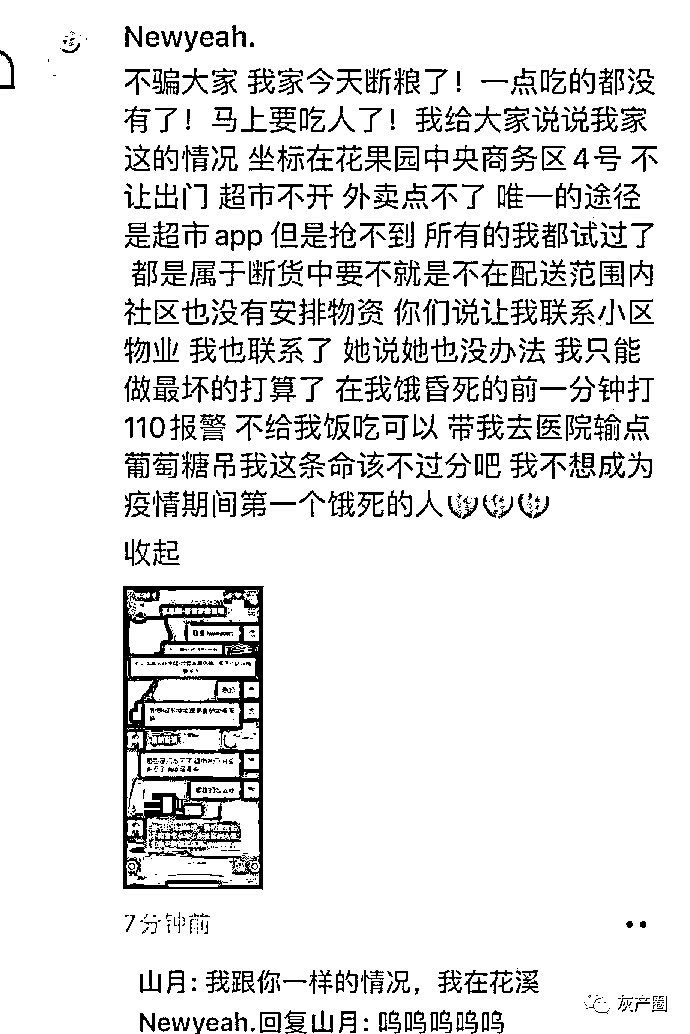 Newyeah.
不骗大家 我家今天断粮了！一点吃的都没
有了！马上要吃人了！我给大家说说我家
这的情况 坐标在花果园中央商务区4号 不
让出门 超市不开 外卖点不了 唯一的途径
是超市app 但是抢不到 所有的我都试过了
都是属于断货中要不就是不在配送范围内
社区也没有安排物资 你们说让我联系小区
物业 我也联系了 她说她也没办法 我只能
做最坏的打算了 在我饿昏死的前一分钟打
110报警 不给我饭吃可以 带我去医院输点
葡萄糖吊我这条命该不过分吧 我不想成为
疫情期间第一个饿死的人
收起
7分钟前
山月: 我跟你一样的情况，我在花溪
Newyeah.回复山月: 呜呜呜呜呜
灰产圈